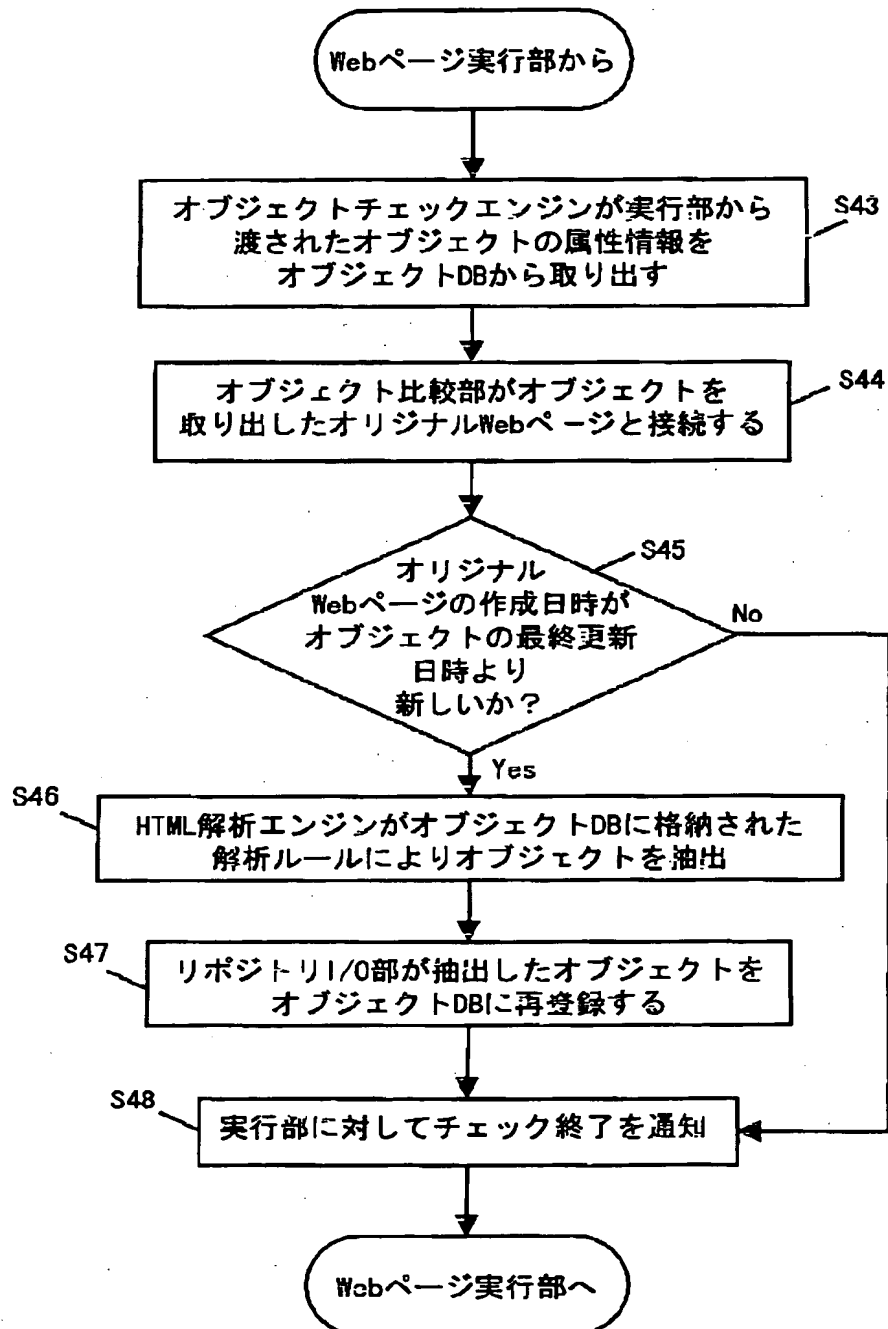 Webページ実行部から
オブジェクトチェックエンジンが実行部から
渡されたオブジェクトの属性情報を
オブジェクトDBから取り出す
S43
オブジェクト比較部がオブジェクトを
取り出したオリジナルWebページと接続する
S44
S45
オリジナル
Webページの作成日時が
オブジェクトの最終更新
日時より
新しいか?
No
Yes
S46
HTML解析エンジンがオブジェクトDBに格納された
解析ルールによりオブジェクトを抽出
S47
リポジトリI/O部が抽出したオブジェクトを
オブジェクトDBに再登録する
S48
実行部に対してチェック終了を通知
Webページ実行部へ